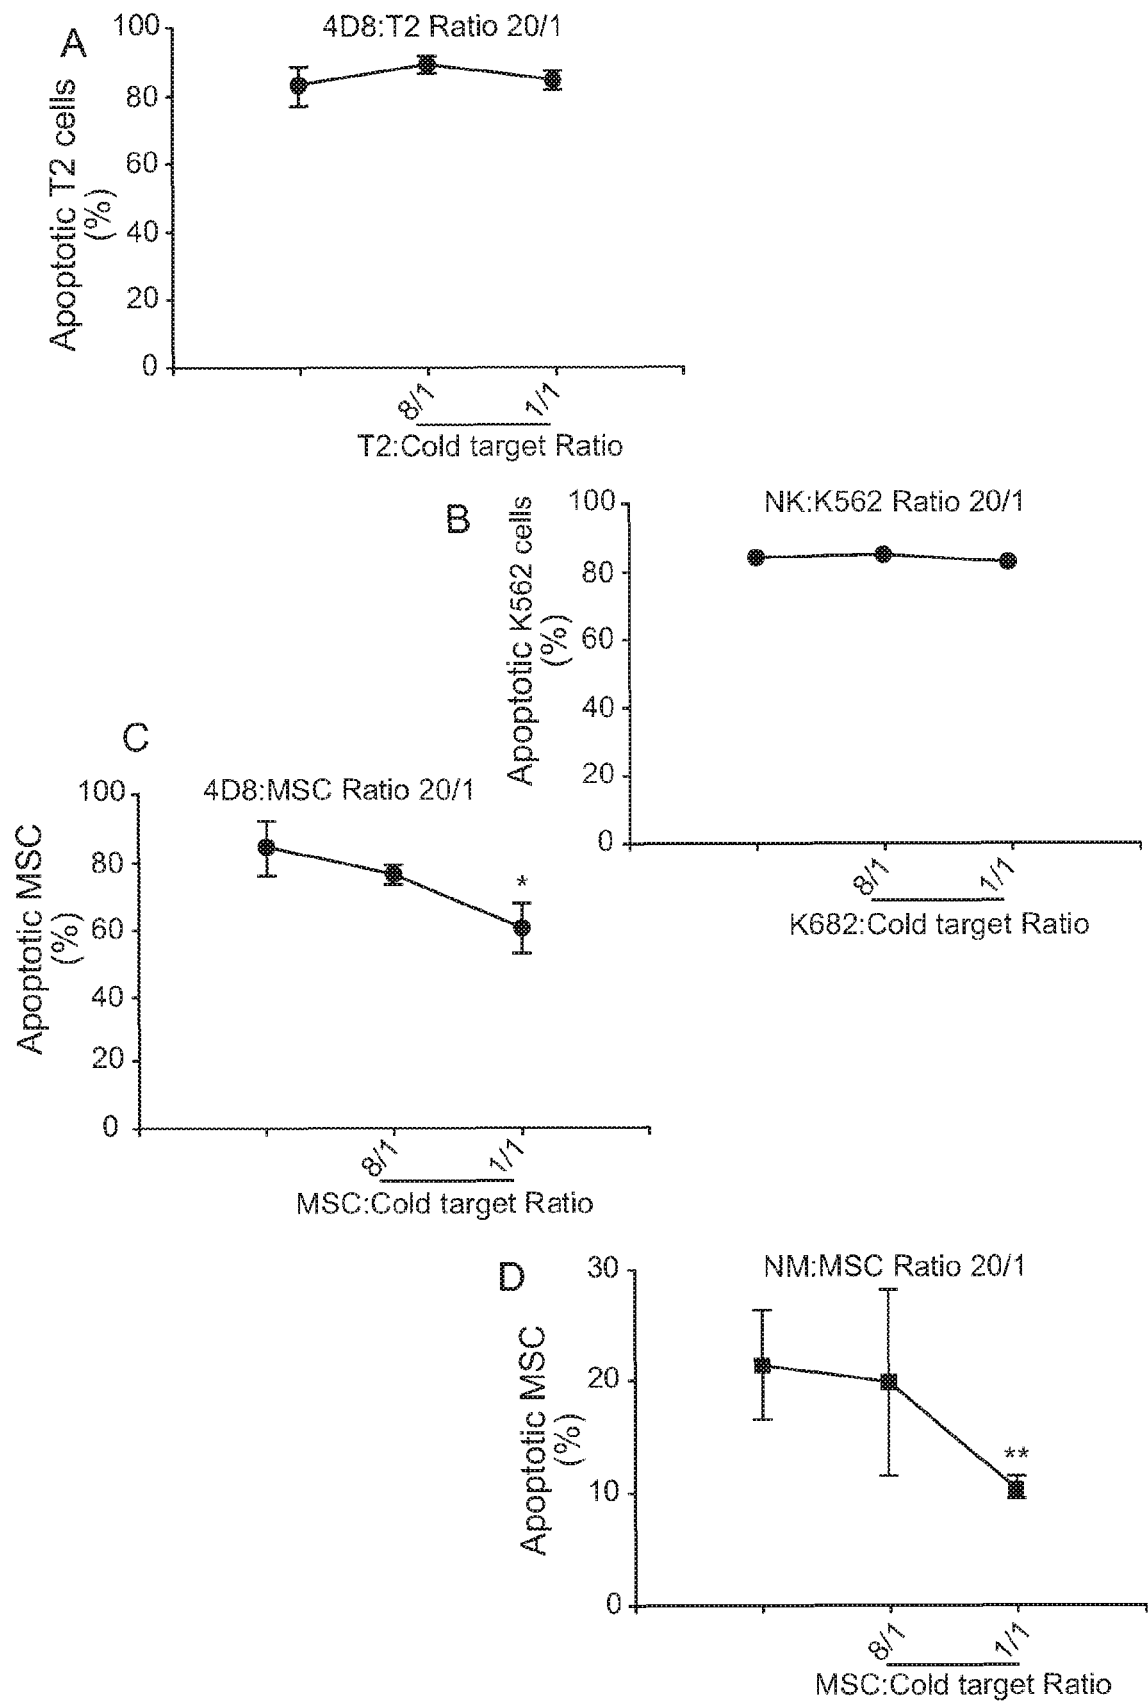 A
4D8:T2 Ratio 20/1
Apoptotic T2 cells
(%)
100
80
60
40
20
0
8/1
1/1
T2:Cold target Ratio
B
NK:K562 Ratio 20/1
Apoptotic K562 cells
(%)
100
80
60
40
20
0
8/1
1/1
K682:Cold target Ratio
C
4D8:MSC Ratio 20/1
Apoptotic MSC
(%)
100
80
60
40
20
0
*
8/1
1/1
MSC:Cold target Ratio
D
NM:MSC Ratio 20/1
Apoptotic MSC
(%)
30
20
10
0
**
8/1
1/1
MSC:Cold target Ratio